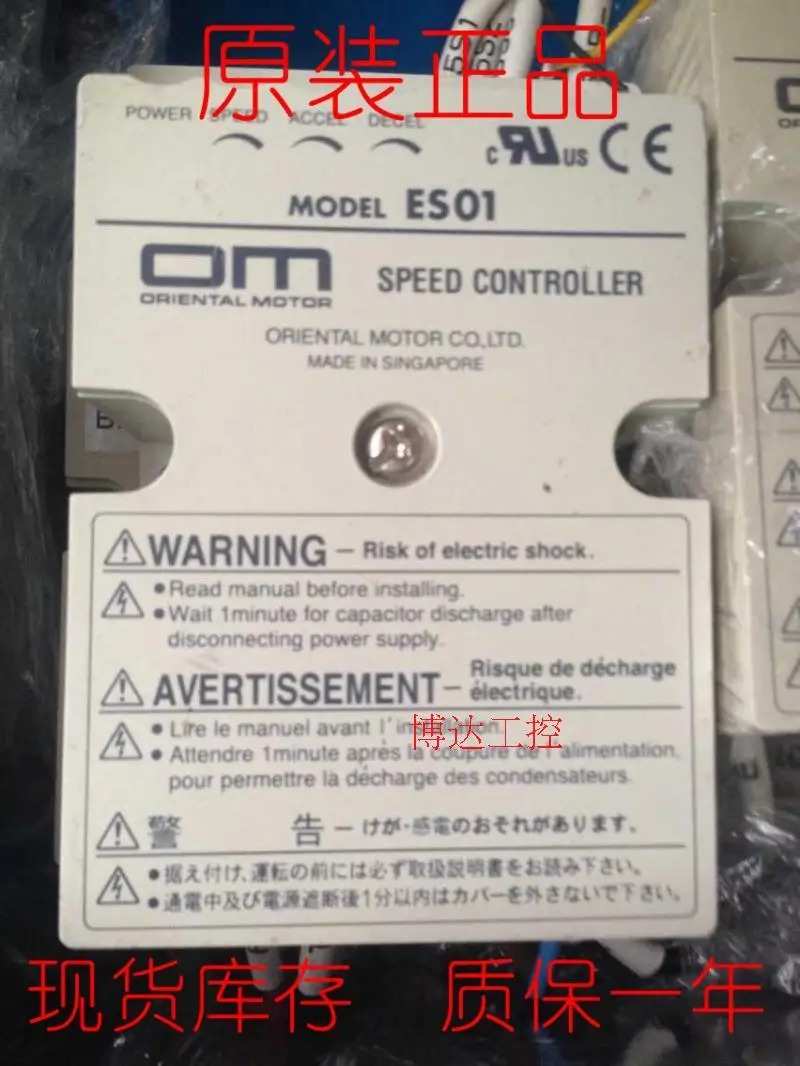 原装正品
5S1
POWER SPEED ACCEL DECEL
C UR US CE
MODEL ES01
OM
ORIENTAL MOTOR
SPEED CONTROLLER
ORIENTAL MOTOR CO.,LTD.
MADE IN SINGAPORE
B
WARNING – Risk of electric shock.
•Read manual before installing.
•Wait 1minute for capacitor discharge after
disconnecting power supply.
AVERTISSEMENT – Risque de décharge
électrique.
•Lire le manuel avant l'installation.
博达工控
•Attendre 1minute après la coupure de l'alimentation,
pour permettre là décharge des condensateurs.
警 告 – けが・感電のおそれがあります。
•据え付け、運転の前には必ず取扱説明書をお読み下さい。
•通電中及び電源遮断後1分以内はカバーを外さないで下さい。
现货库存 质保一年